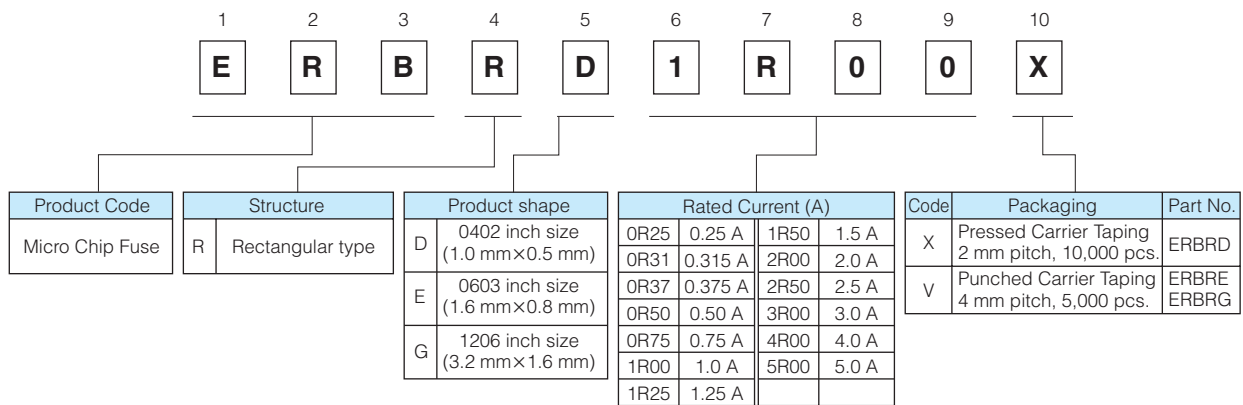 1 2 3 4 5 6 7 8 9 10
E R B R D 1 R 0 0 X
Product Code
Micro Chip Fuse
Structure
R Rectangular type
Product shape
D 0402 inch size
(1.0 mm×0.5 mm)
E 0603 inch size
(1.6 mm×0.8 mm)
G 1206 inch size
(3.2 mm×1.6 mm)
Rated Current (A)
0R25 0.25 A 1R50 1.5 A
0R31 0.315 A 2R00 2.0 A
0R37 0.375 A 2R50 2.5 A
0R50 0.50 A 3R00 3.0 A
0R75 0.75 A 4R00 4.0 A
1R00 1.0 A 5R00 5.0 A
1R25 1.25 A
Code Packaging Part No.
X Pressed Carrier Taping
2 mm pitch, 10,000 pcs. ERBRD
V Punched Carrier Taping ERBRE
4 mm pitch, 5,000 pcs. ERBRG